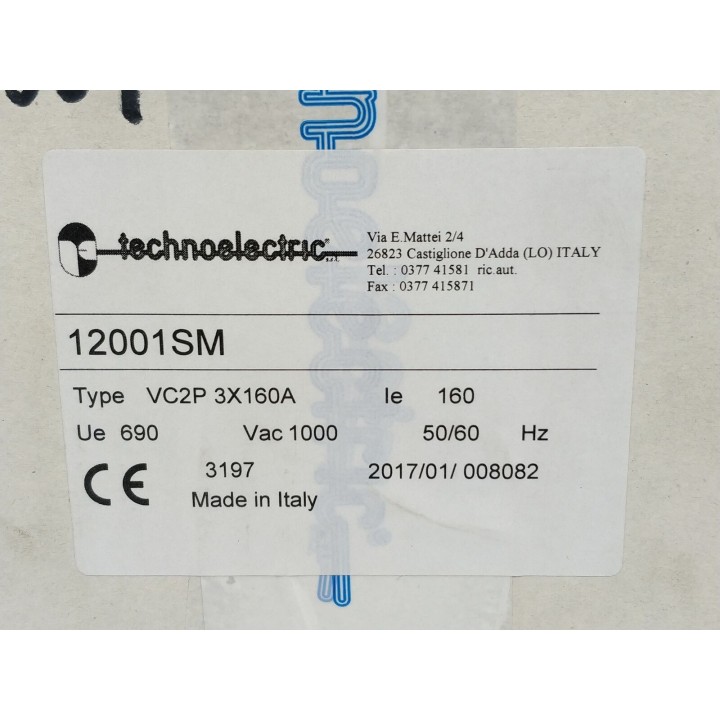 technoelectric
Via E.Mattei 2/4
26823 Castiglione D'Adda (LO) ITALY
Tel. : 0377 41581 ric.aut.
Fax : 0377 415871
12001SM
Type VC2P 3X160A Ie 160
Ue 690 Vac 1000 50/60 Hz
CE 3197 2017/01/ 008082
Made in Italy